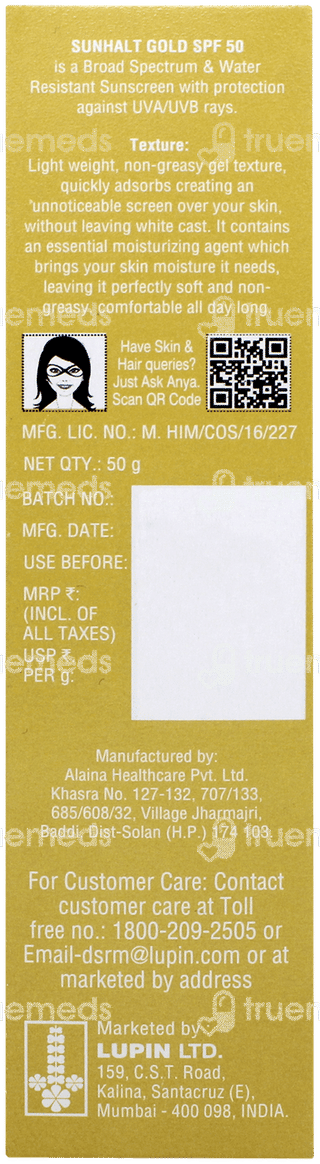 SUNHALT GOLD SPF 50
is a Broad Spectrum & Water
Resistant Sunscreen with protection
against UVA/UVB rays.
Texture:
Light weight, non-greasy gel texture,
quickly adsorbs creating an
'unnoticeable screen over your skin,
without leaving white cast. It contains
an essential moisturizing agent which
brings your skin moisture it needs,
leaving it perfectly soft and non-
greasy, comfortable all day long.
Have Skin &
Hair queries?
Just Ask Anya.
Scan QR Code
MFG. LIC. NO.: M. HIM/COS/16/227
NET QTY.: 50 g
BATCH NO.:
MFG. DATE:
USE BEFORE:
MRP ₹:
(INCL. OF
ALL TAXES)
USP ₹
PER g:
Manufactured by:
Alaina Healthcare Pvt. Ltd.
Khasra No. 127-132, 707/133,
685/608/32, Village Jharmajri,
Baddi, Dist-Solan (H.P.) 174 103.
For Customer Care: Contact
customer care at Toll
free no.: 1800-209-2505 or
Email-dsrm@lupin.com or at
marketed by address
Marketed by :
LUPIN LTD.
159, C.S.T. Road,
Kalina, Santacruz (E),
Mumbai - 400 098, INDIA.
truemeds